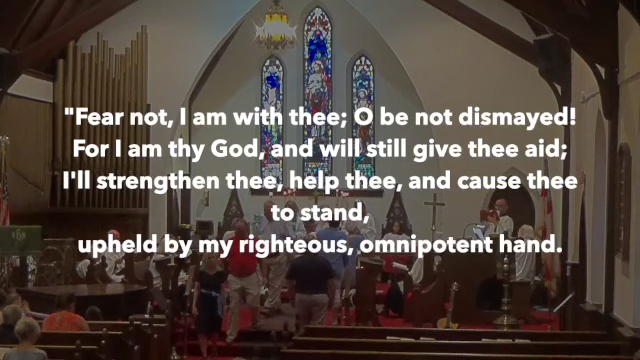 "Fear not, I am with thee; O be not dismayed!
For I am thy God, and will still give thee aid;
I'll strengthen thee, help thee, and cause thee
to stand,
upheld by my righteous, omnipotent hand.